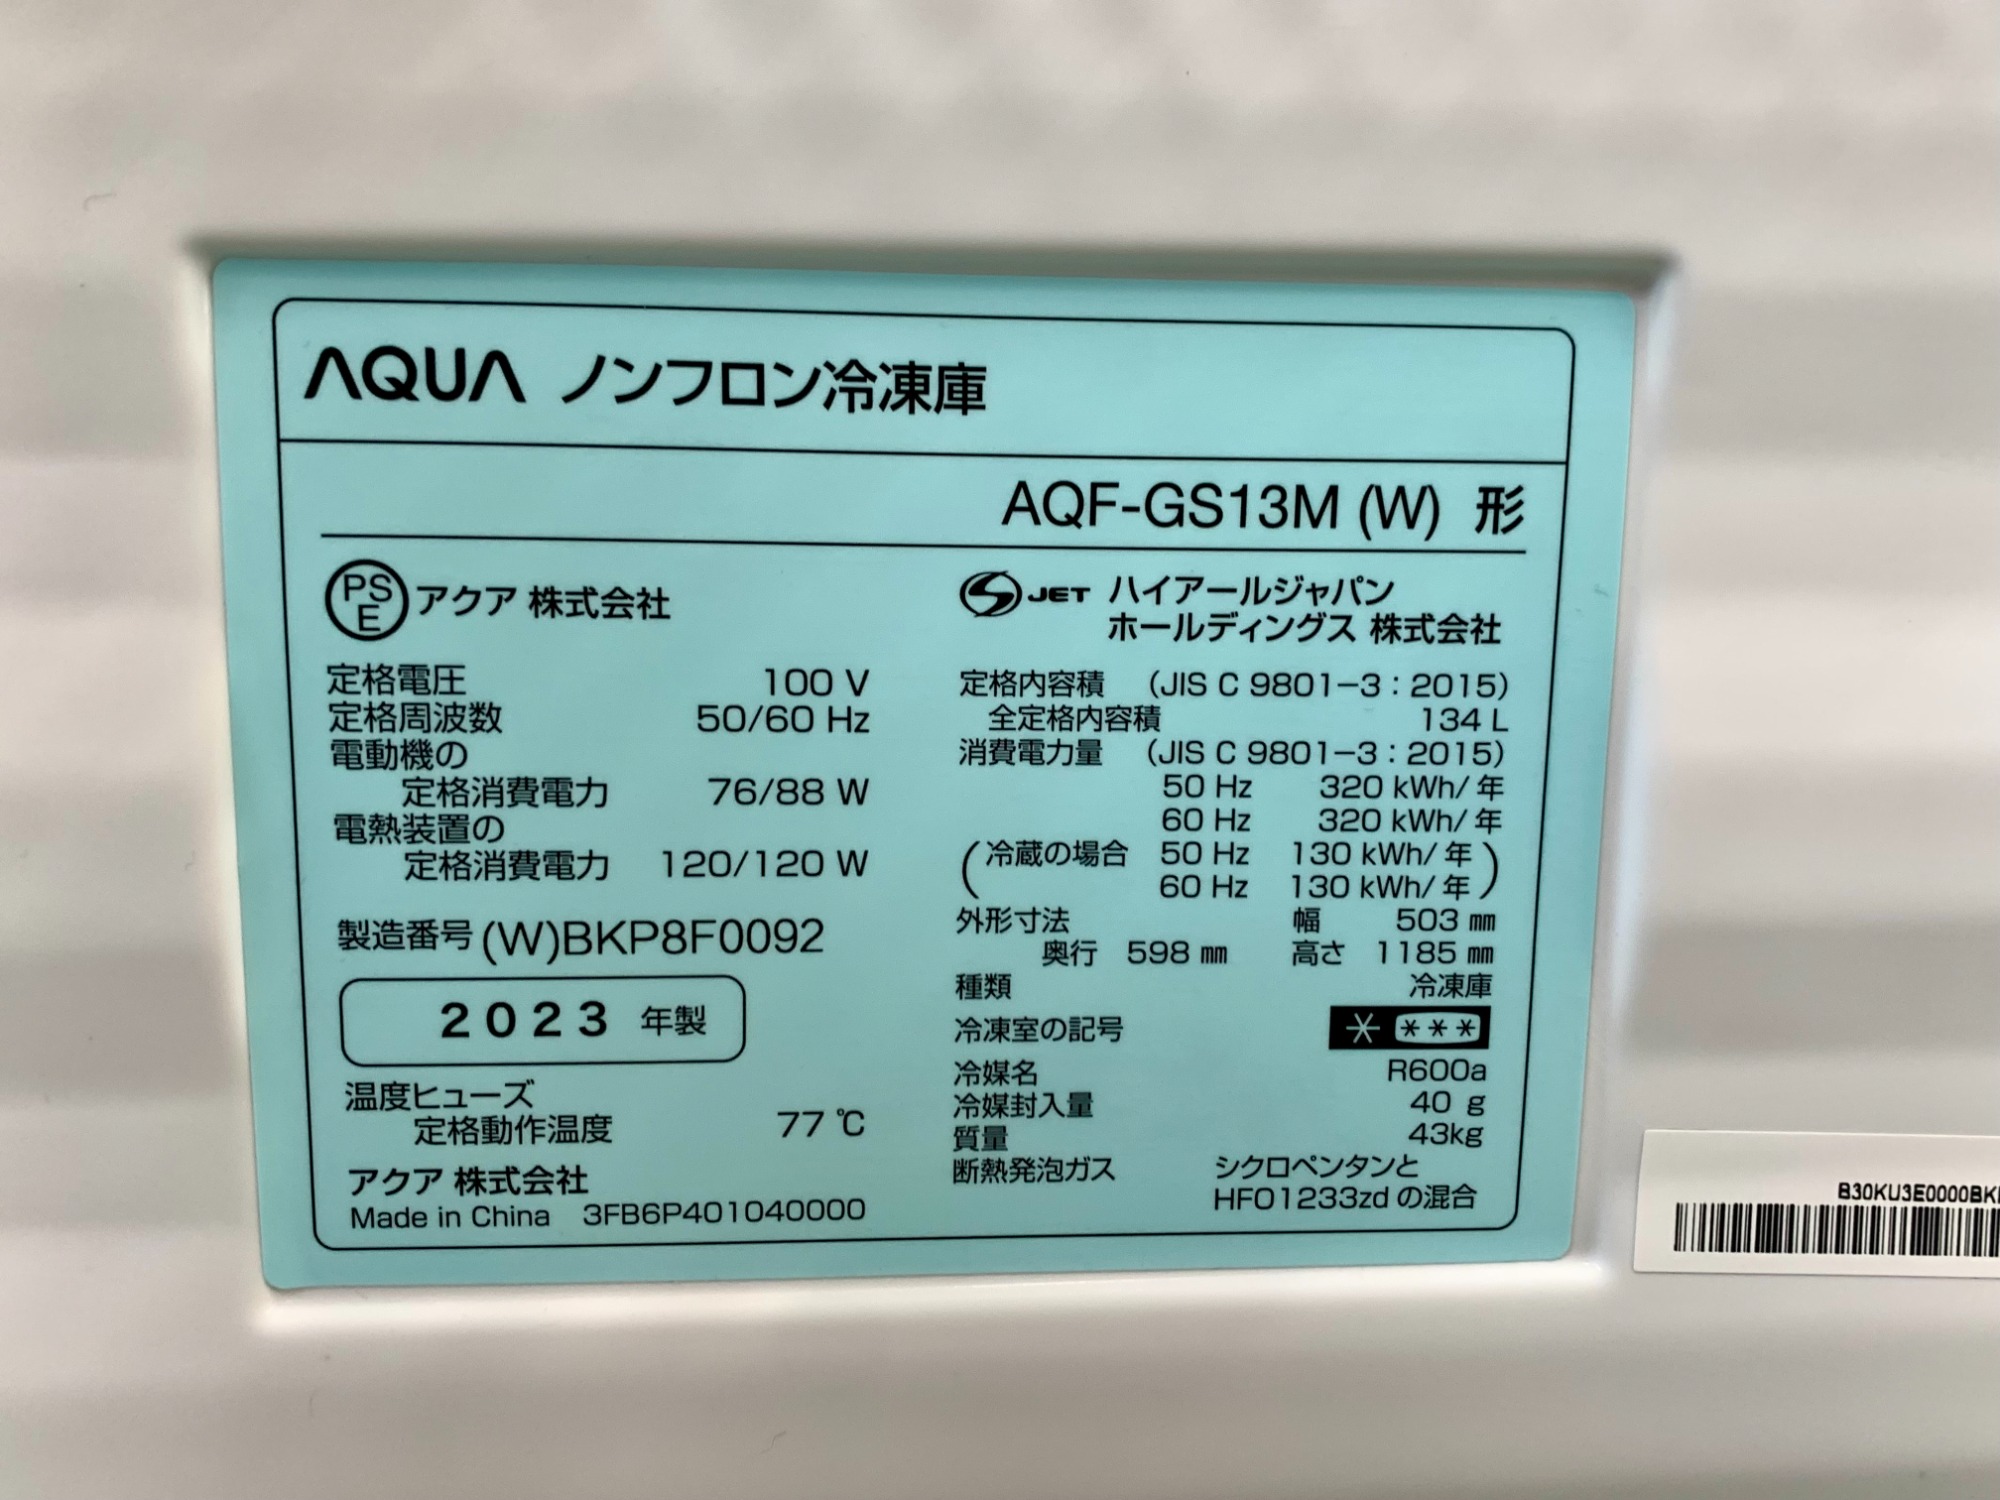 AQUA ノンフロン冷凍庫
AQF-GS13M (W) 形
PSE アクア 株式会社
定格電圧 100 V
定格周波数 50/60 Hz
電動機の
定格消費電力 76/88 W
電熱装置の
定格消費電力 120/120 W
製造番号 (W)BKP8F0092
2023 年製
温度ヒューズ
定格動作温度 77 ℃
アクア 株式会社
Made in China 3FB6P401040000
S JET ハイアールジャパン
ホールディングス 株式会社
定格内容積 (JIS C 9801-3 : 2015)
全定格内容積 134 L
消費電力量 (JIS C 9801-3 : 2015)
50 Hz 320 kWh/年
60 Hz 320 kWh/年
(冷蔵の場合 50 Hz 130 kWh/年
60 Hz 130 kWh/年)
外形寸法 幅 503 ㎜
奥行 598 ㎜ 高さ 1185 ㎜
種類 冷凍庫
冷凍室の記号 * ***
冷媒名 R600a
冷媒封入量 40 g
質量 43kg
断熱発泡ガス シクロペンタンと
HFO1233zd の混合
B30KU3E0000BK